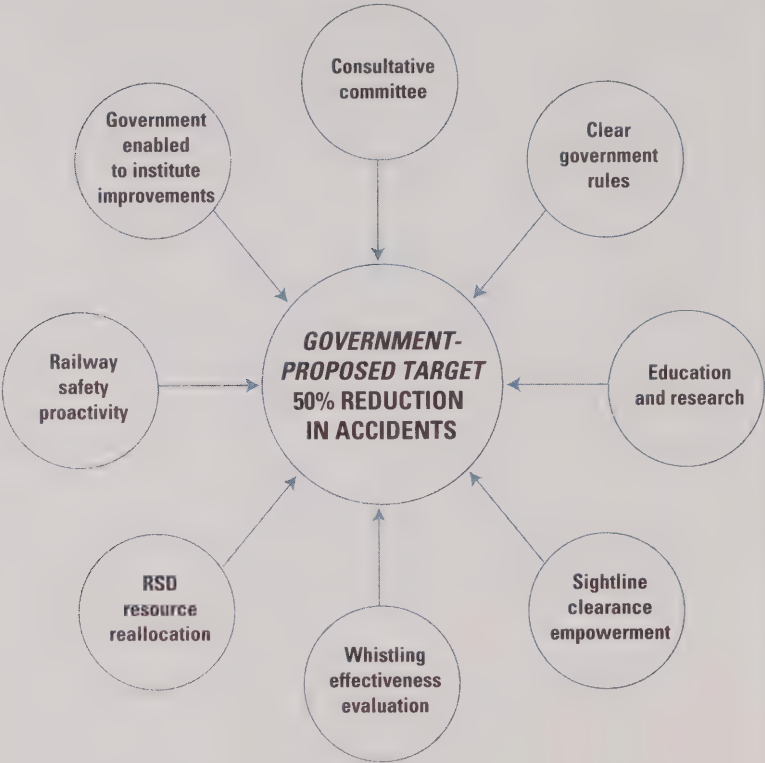 Consultative
committee
Government
enabled
to institute
improvements
Clear
government
rules
GOVERNMENT-
PROPOSED TARGET
50% REDUCTION
IN ACCIDENTS
Railway
safety
proactivity
Education
and research
RSD
resource
reallocation
Sightline
clearance
empowerment
Whistling
effectiveness
evaluation